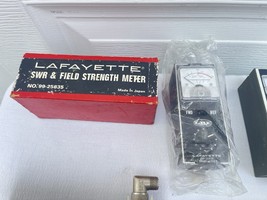 LAFAYETTE
SWR & FIELD STRENGTH METER
NO. 99-25835
Made In Japan
FWD
REF